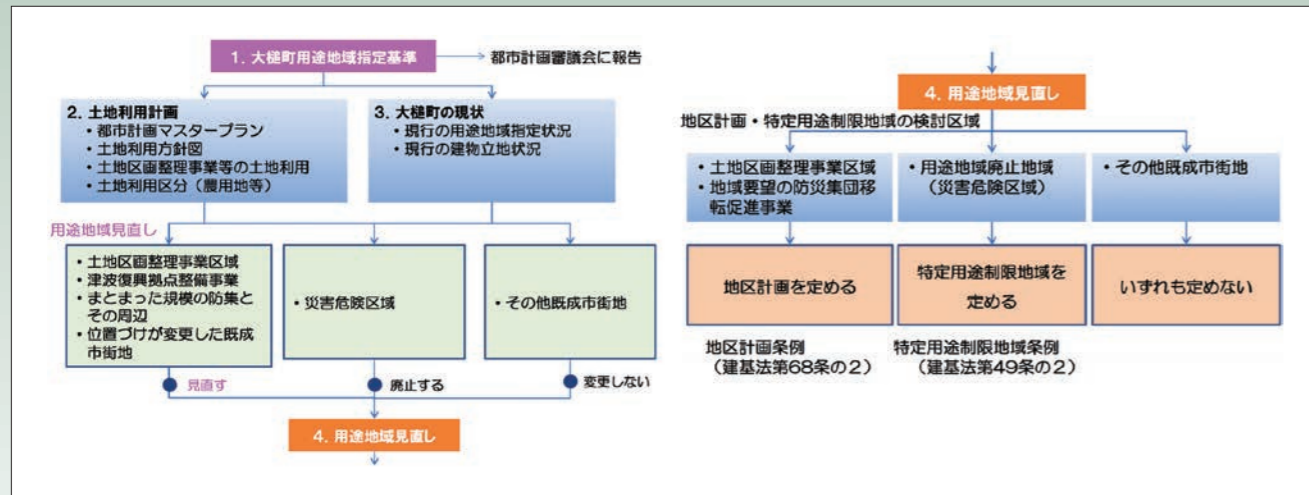 1. 大槌町用途地域指定基準
都市計画審議会に報告
2. 土地利用計画
・都市計画マスタープラン
・土地利用方針図
・土地区画整理事業等の土地利用
・土地利用区分（農用地等）
3. 大槌町の現状
・現行の用途地域指定状況
・現行の建物立地状況
用途地域見直し
・土地区画整理事業区域
・津波復興拠点整備事業
・まとまった規模の防集と
その周辺
・位置づけが変更した既成
市街地
・災害危険区域
・その他既成市街地
見直す
廃止する
変更しない
4. 用途地域見直し
4. 用途地域見直し
地区計画・特定用途制限地域の検討区域
・土地区画整理事業区域
・地域要望の防災集団移
転促進事業
・用途地域廃止地域
（災害危険区域）
・その他既成市街地
地区計画を定める
特定用途制限地域を
定める
いずれも定めない
地区計画条例
（建基法第68条の2）
特定用途制限地域条例
（建基法第49条の2）